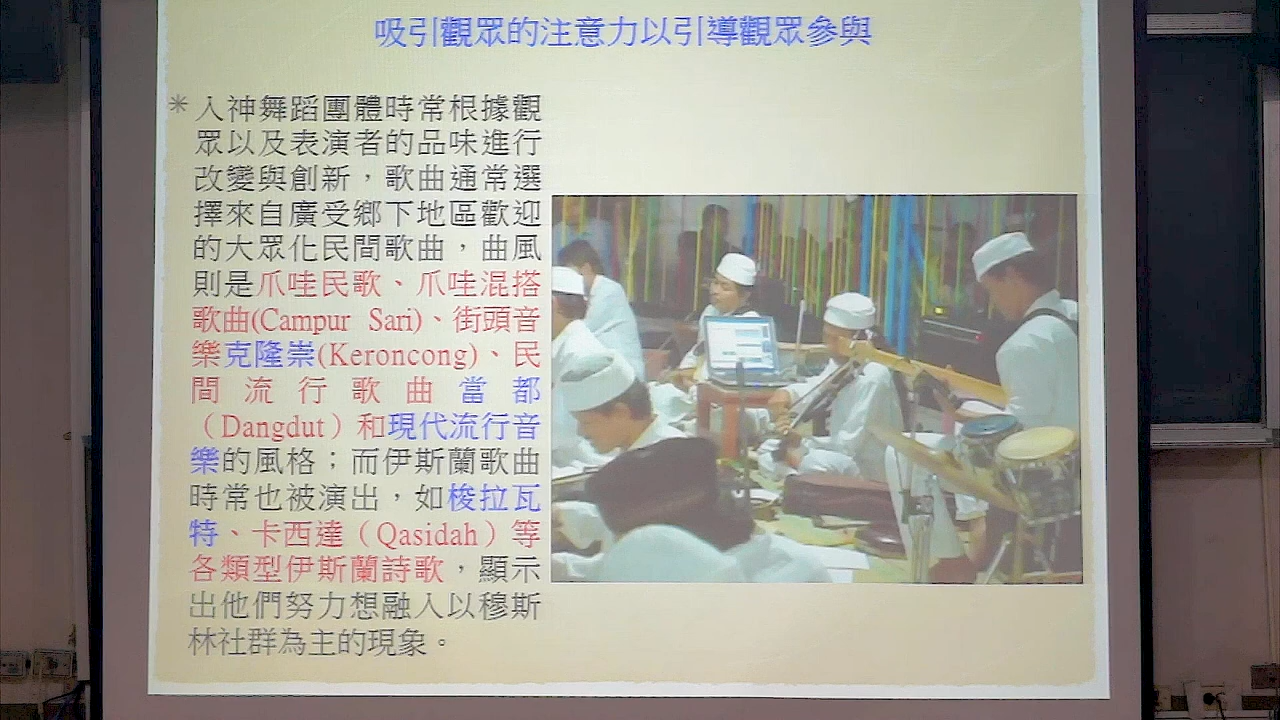 吸引觀眾的注意力以引導觀眾參與
*入神舞蹈團體時常根據觀
眾以及表演者的品味進行
改變與創新，歌曲通常選
擇來自廣受鄉下地區歡迎
的大眾化民間歌曲，曲風
則是爪哇民歌、爪哇混搭
歌曲(Campur Sari)、街頭音
樂克隆崇(Keroncong)、民
間流行歌曲當都
（Dangdut）和現代流行音
樂的風格；而伊斯蘭歌曲
時常也被演出，如梭拉瓦
特、卡西達（Qasidah）等
各類型伊斯蘭詩歌，顯示
出他們努力想融入以穆斯
林社群為主的現象。